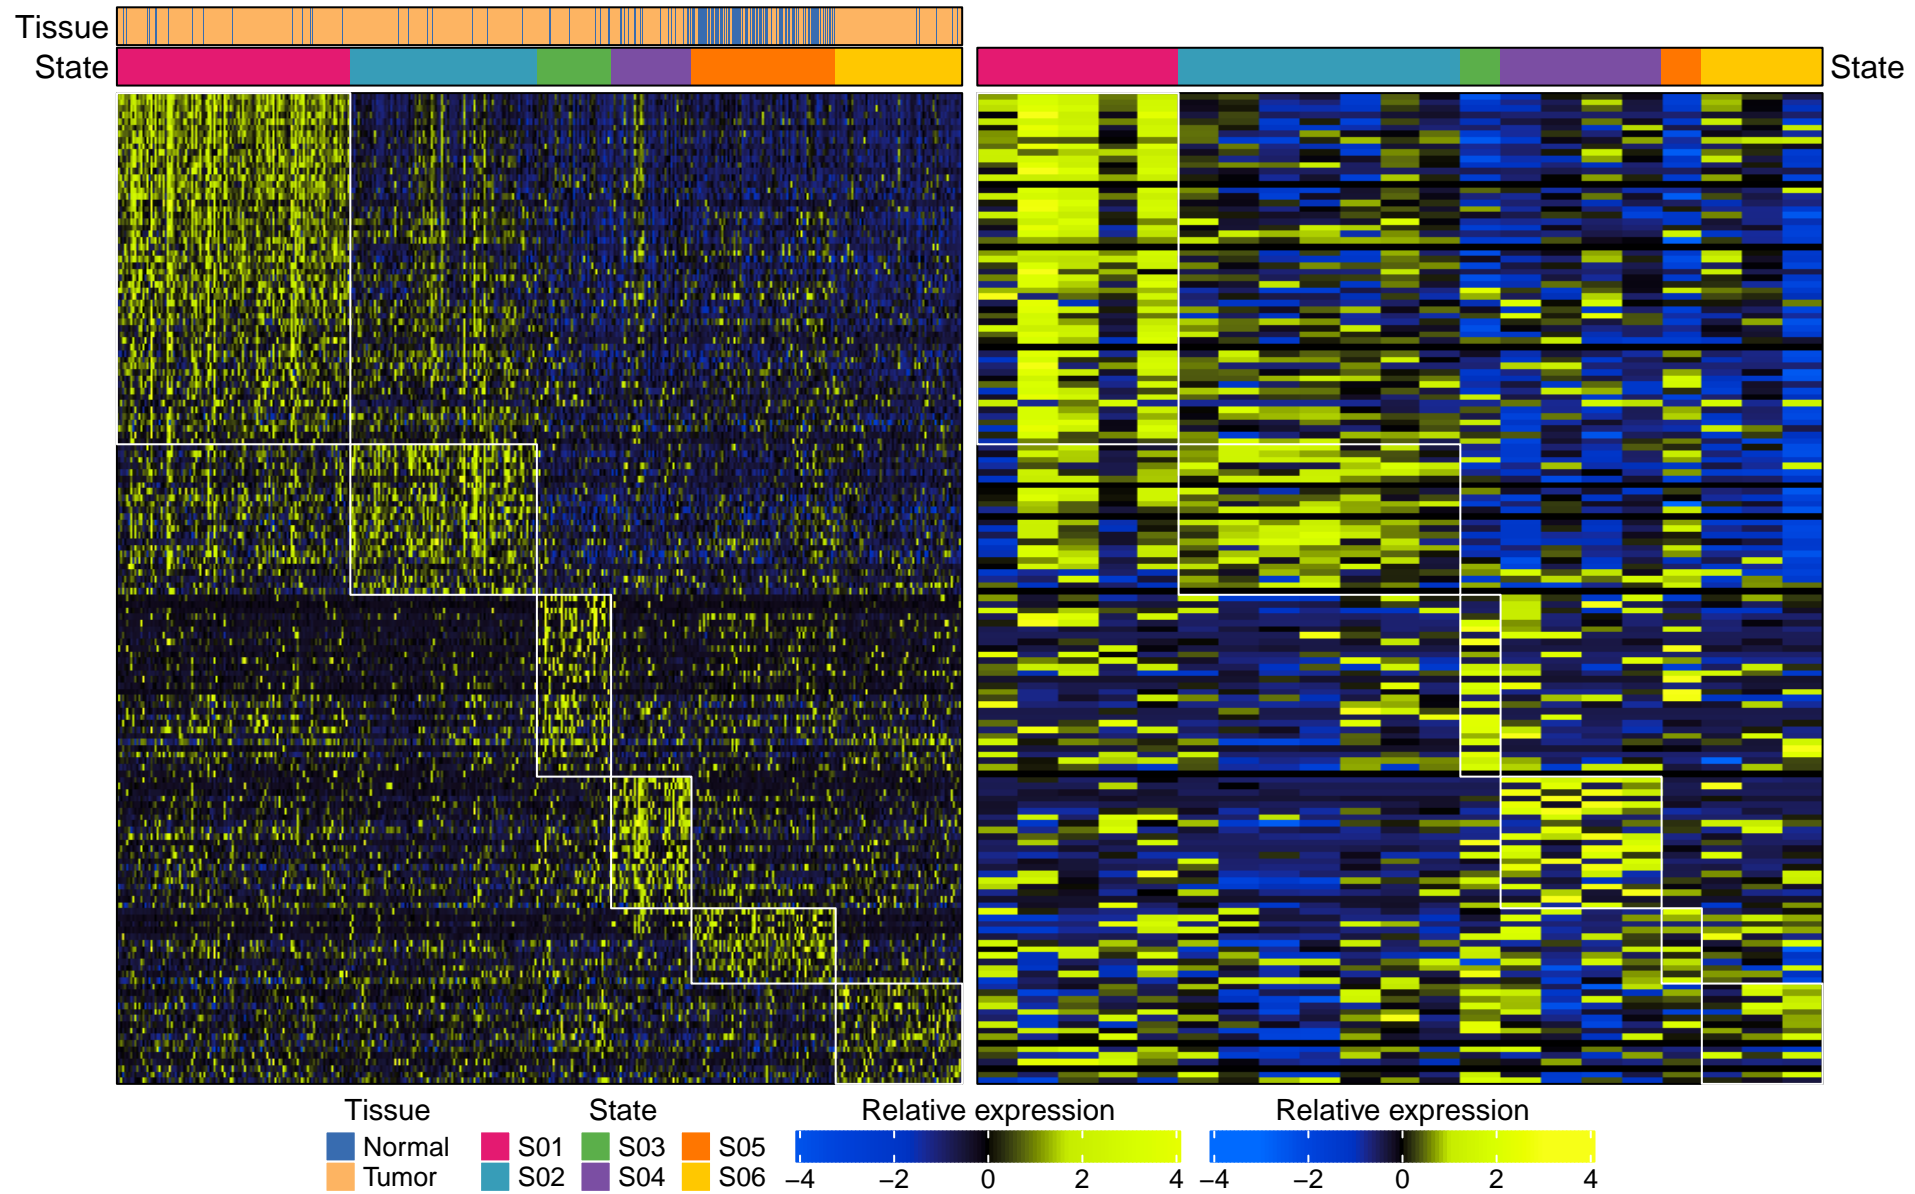 Tissue
State
State
Tissue State Relative expression Relative expression
Normal S01 S03 S05
Tumor S02 S04 S06
−4 −2 0 2 4 −4 −2 0 2 4